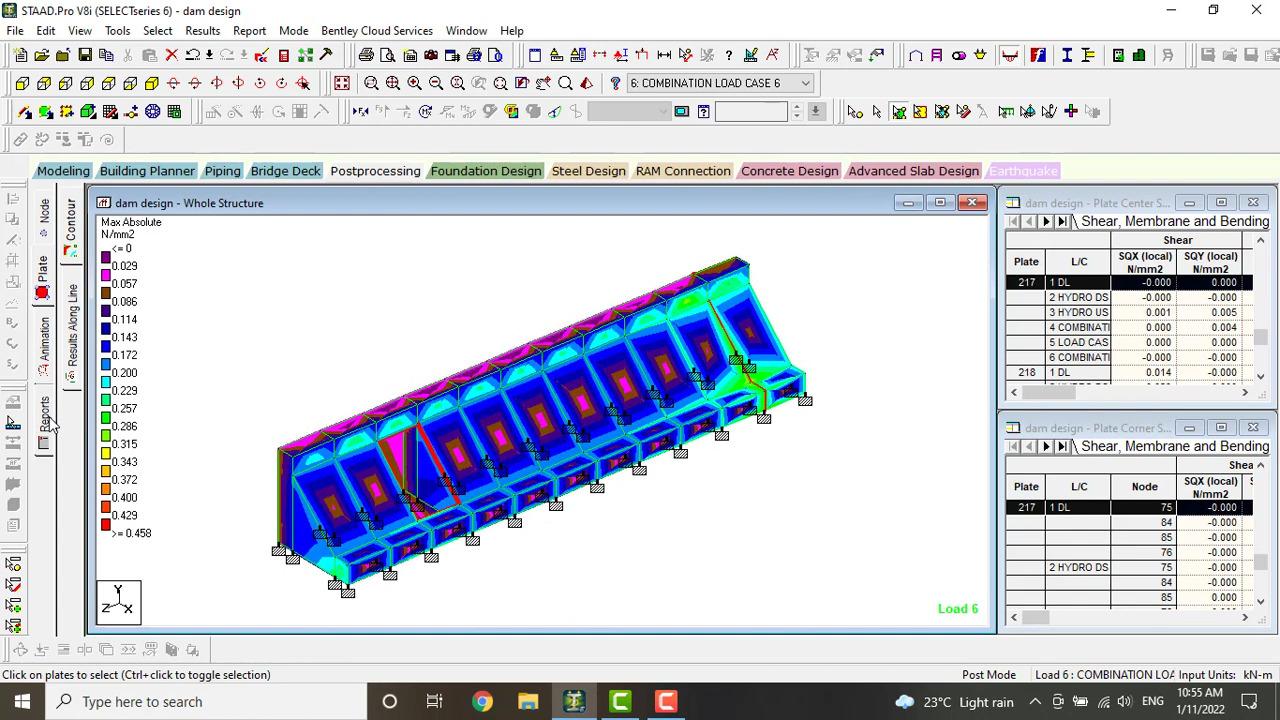 STAAD.Pro V8i (SELECTseries 6) - dam design
File Edit View Tools Select Results Report Mode Bentley Cloud Services Window Help
6: COMBINATION LOAD CASE 6
Modeling Building Planner Piping Bridge Deck Postprocessing Foundation Design Steel Design RAM Connection Concrete Design Advanced Slab Design Earthquake
Node
Plate
Animation
Reports
Contour
Results Along Line
dam design - Whole Structure
Max Absolute
N/mm2
<= 0
0.029
0.057
0.086
0.114
0.143
0.172
0.200
0.229
0.257
0.286
0.315
0.343
0.372
0.400
0.429
>= 0.458
Y
Z X
Load 6
dam design - Plate Center S...
Shear, Membrane and Bending
Shear
Plate L/C SQX (local) N/mm2 SQY (local) N/mm2
217 1 DL -0.000 0.000
2 HYDRO DS -0.000 -0.000
3 HYDRO US 0.001 0.005
4 COMBINATI 0.000 0.004
5 LOAD CAS -0.000 -0.000
6 COMBINATI 0.000 0.000
218 1 DL 0.014 -0.000
dam design - Plate Corner S...
Shear, Membrane and Bending
Shea
Plate L/C Node SQX (local) N/mm2
217 1 DL 75 -0.000
84 -0.000
85 -0.000
76 -0.000
2 HYDRO DS 75 -0.000
84 -0.000
85 0.000
Click on plates to select (Ctrl+click to toggle selection)
Post Mode Load 6 : COMBINATION LOA Input Units: kN-m
Type here to search
23°C Light rain
ENG
10:55 AM
1/11/2022